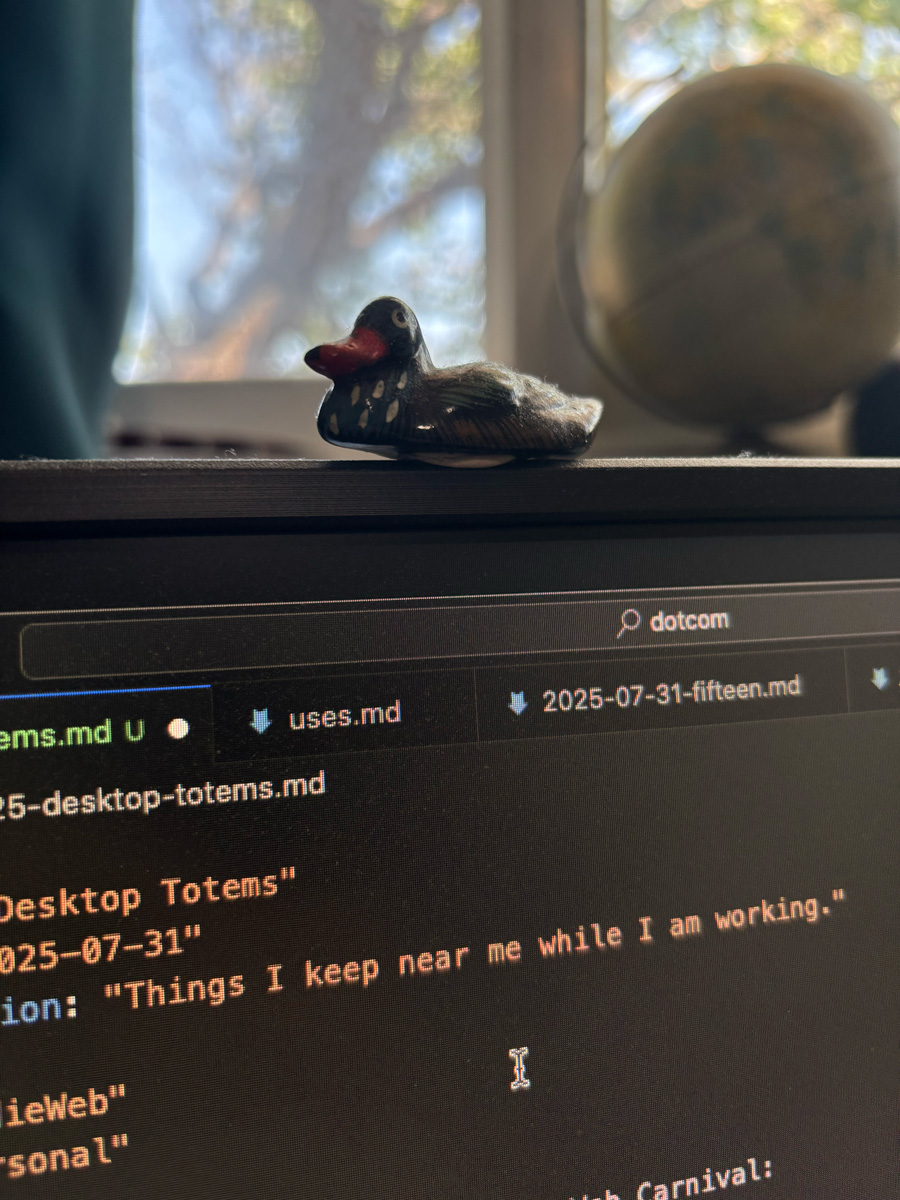 dotcom
ems.md U
uses.md
2025-07-31-fifteen.md
25-desktop-totems.md
Desktop Totems"
025-07-31"
ion: "Things I keep near me while I am working."
ieWeb"
rsonal"
Carnival: